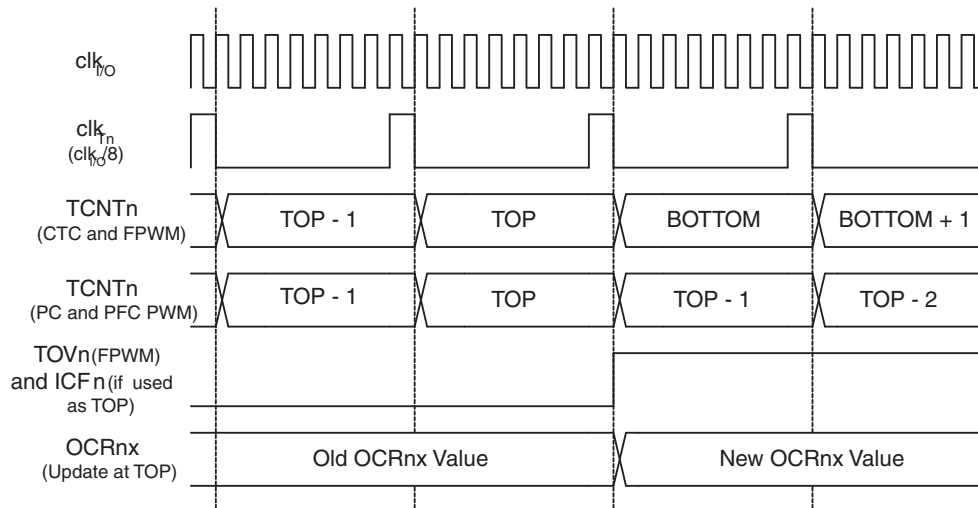 clkI/O
clkTn
(clkI/O/8)
TCNTn
(CTC and FPWM)
TOP - 1
TOP
BOTTOM
BOTTOM + 1
TCNTn
(PC and PFC PWM)
TOP - 1
TOP
TOP - 1
TOP - 2
TOVn (FPWM)
and ICFn (if used
as TOP)
OCRnx
(Update at TOP)
Old OCRnx Value
New OCRnx Value